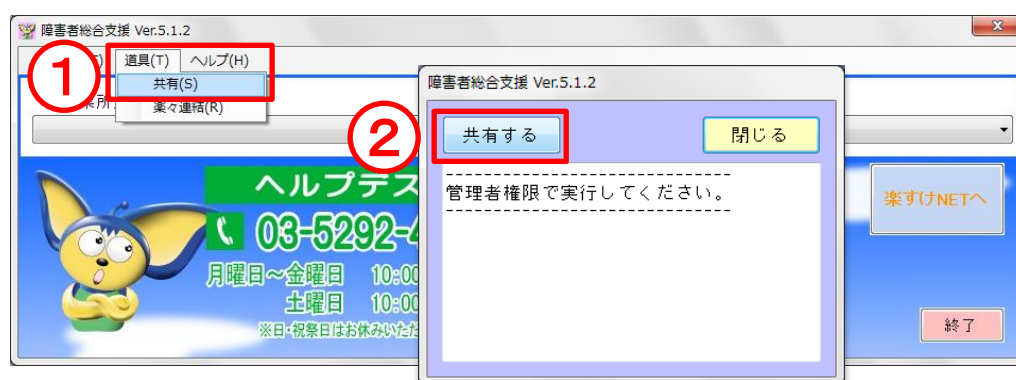 障害者総合支援 Ver.5.1.2
道具(T) ヘルプ(H)
①
共有(S)
楽々連結(R)
障害者総合支援 Ver.5.1.2
②
共有する
閉じる
管理者権限で実行してください。
ヘルプデス
03-5292-4
月曜日～金曜日 10:00
土曜日 10:00
※日・祝祭日はお休みいただ
楽すけNETへ
終了